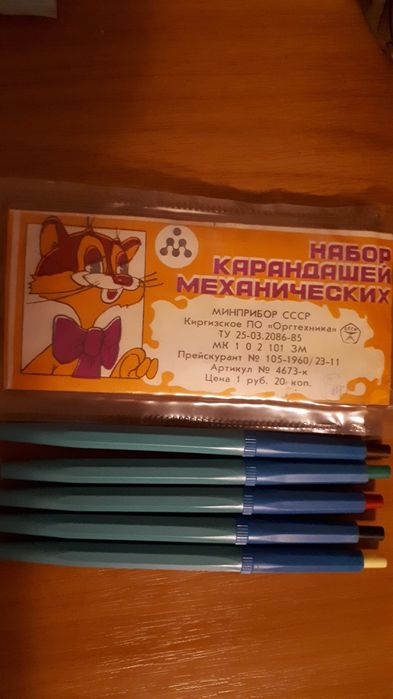 НАБОР
КАРАНДАШЕЙ
МЕХАНИЧЕСКИХ
МИНПРИБОР СССР
Киргизское ПО «Оргтехника»
ТУ 25-03.2086-85
МК 1 0 2 101 ЗМ
Прейскурант № 105-1960/23-11
Артикул № 4673-к
Цена 1 руб. 20 коп.